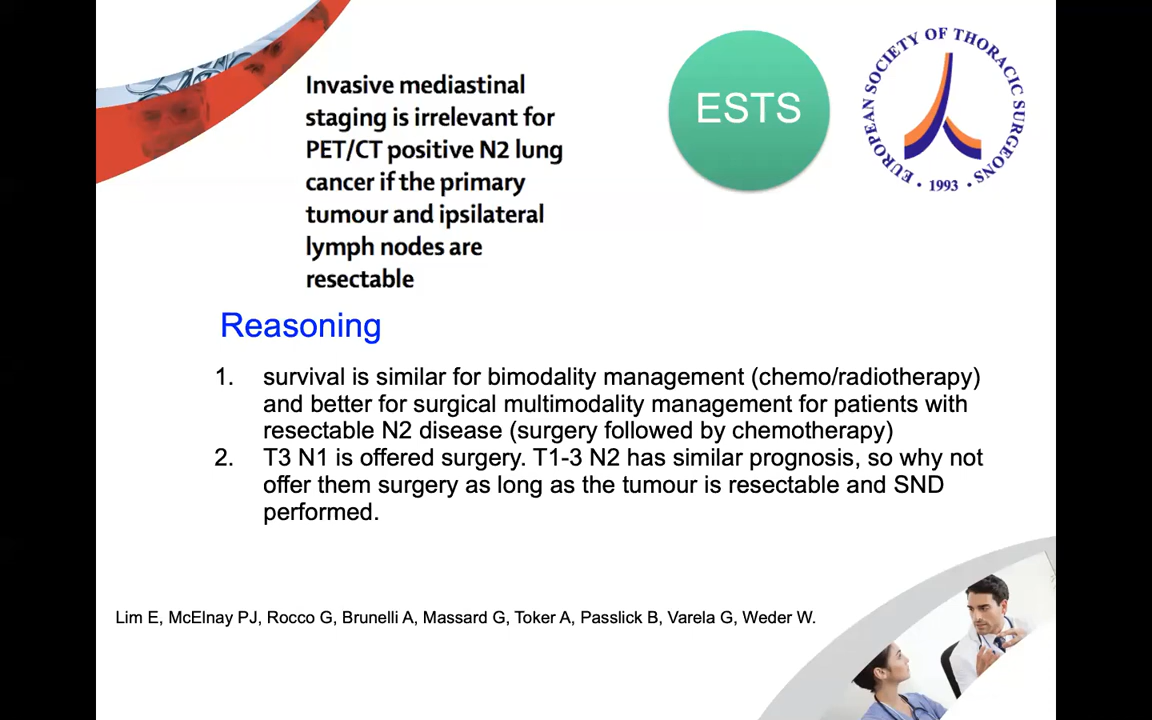 Invasive mediastinal
staging is irrelevant for
PET/CT positive N2 lung
cancer if the primary
tumour and ipsilateral
lymph nodes are
resectable
ESTS
EUROPEAN SOCIETY OF THORACIC SURGEONS
• 1993 •
Reasoning
1. survival is similar for bimodality management (chemo/radiotherapy)
and better for surgical multimodality management for patients with
resectable N2 disease (surgery followed by chemotherapy)
2. T3 N1 is offered surgery. T1-3 N2 has similar prognosis, so why not
offer them surgery as long as the tumour is resectable and SND
performed.
Lim E, McElnay PJ, Rocco G, Brunelli A, Massard G, Toker A, Passlick B, Varela G, Weder W.